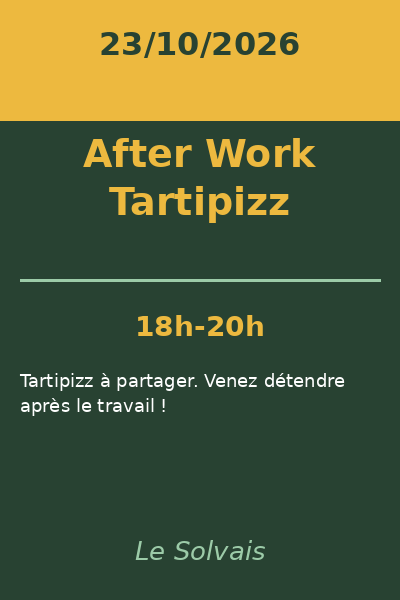 23/10/2026
After Work
Tartipizz
18h-20h
Tartipizz à partager. Venez détendre
après le travail !
Le Solvais